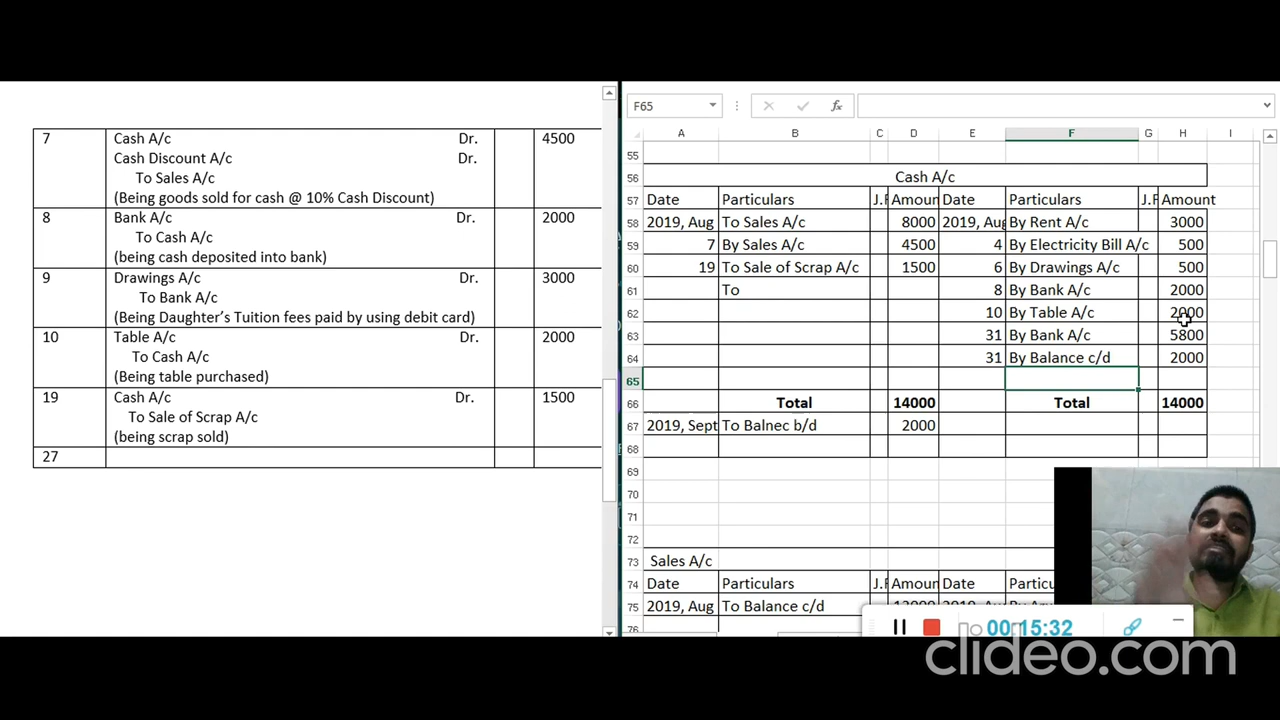 7 Cash A/c Dr. 4500
Cash Discount A/c Dr.
To Sales A/c
(Being goods sold for cash @ 10% Cash Discount)
8 Bank A/c Dr. 2000
To Cash A/c
(being cash deposited into bank)
9 Drawings A/c Dr. 3000
To Bank A/c
(Being Daughter's Tuition fees paid by using debit card)
10 Table A/c Dr. 2000
To Cash A/c
(Being table purchased)
19 Cash A/c Dr. 1500
To Sale of Scrap A/c
(being scrap sold)
27
F65 fx
A B C D E F G H I
55
56 Cash A/c
57 Date Particulars J.F Amoun Date Particulars J.F Amount
58 2019, Aug To Sales A/c 8000 2019, Aug By Rent A/c 3000
59 7 By Sales A/c 4500 4 By Electricity Bill A/c 500
60 19 To Sale of Scrap A/c 1500 6 By Drawings A/c 500
61 To 8 By Bank A/c 2000
62 10 By Table A/c 2000
63 31 By Bank A/c 5800
64 31 By Balance c/d 2000
65
66 Total 14000 Total 14000
67 2019, Sept To Balnec b/d 2000
68
69
70
71
72
73 Sales A/c
74 Date Particulars J.F Amoun Date Particu
75 2019, Aug To Balance c/d
76
00:15:32
clideo.com